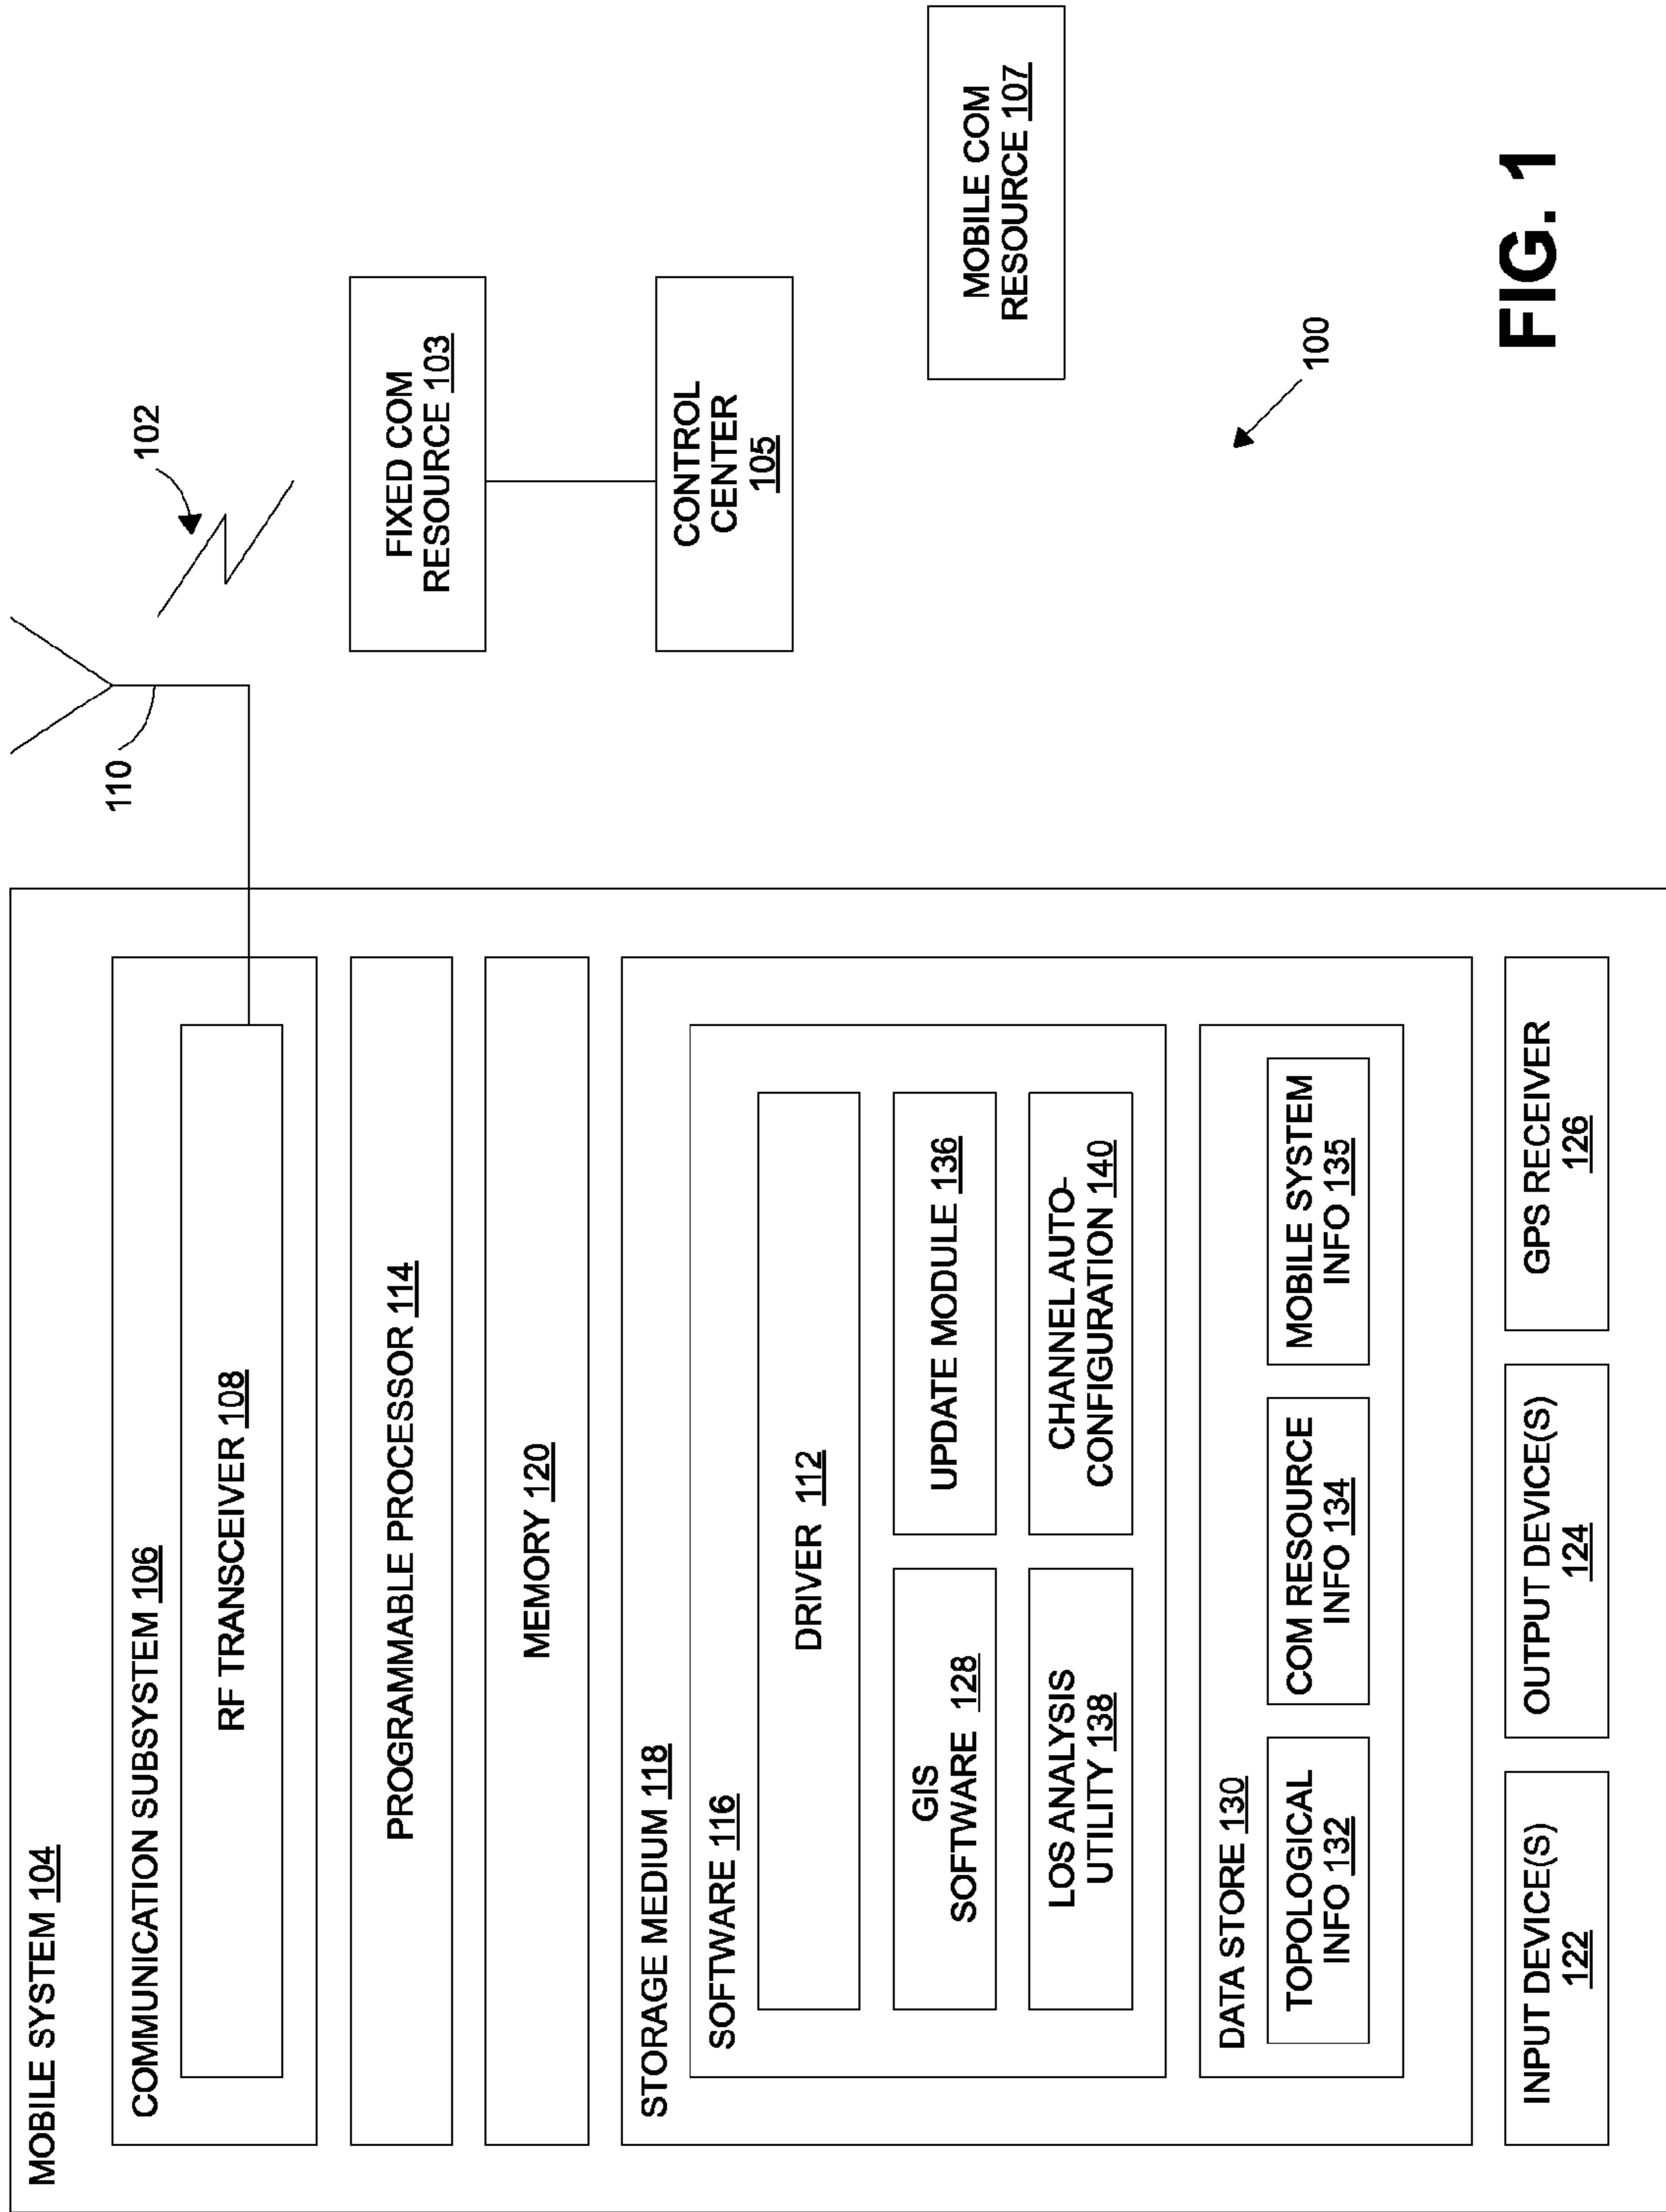 MOBILE SYSTEM 104
COMMUNICATION SUBSYSTEM 106
RF TRANSCEIVER 108
PROGRAMMABLE PROCESSOR 114
MEMORY 120
STORAGE MEDIUM 118
SOFTWARE 116
DRIVER 112
GIS
SOFTWARE 128
UPDATE MODULE 136
LOS ANALYSIS
UTILITY 138
CHANNEL AUTO-
CONFIGURATION 140
DATA STORE 130
TOPOLOGICAL
INFO 132
COM RESOURCE
INFO 134
MOBILE SYSTEM
INFO 135
INPUT DEVICE(S)
122
OUTPUT DEVICE(S)
124
GPS RECEIVER
126
110
102
FIXED COM
RESOURCE 103
CONTROL
CENTER
105
MOBILE COM
RESOURCE 107
100
FIG. 1